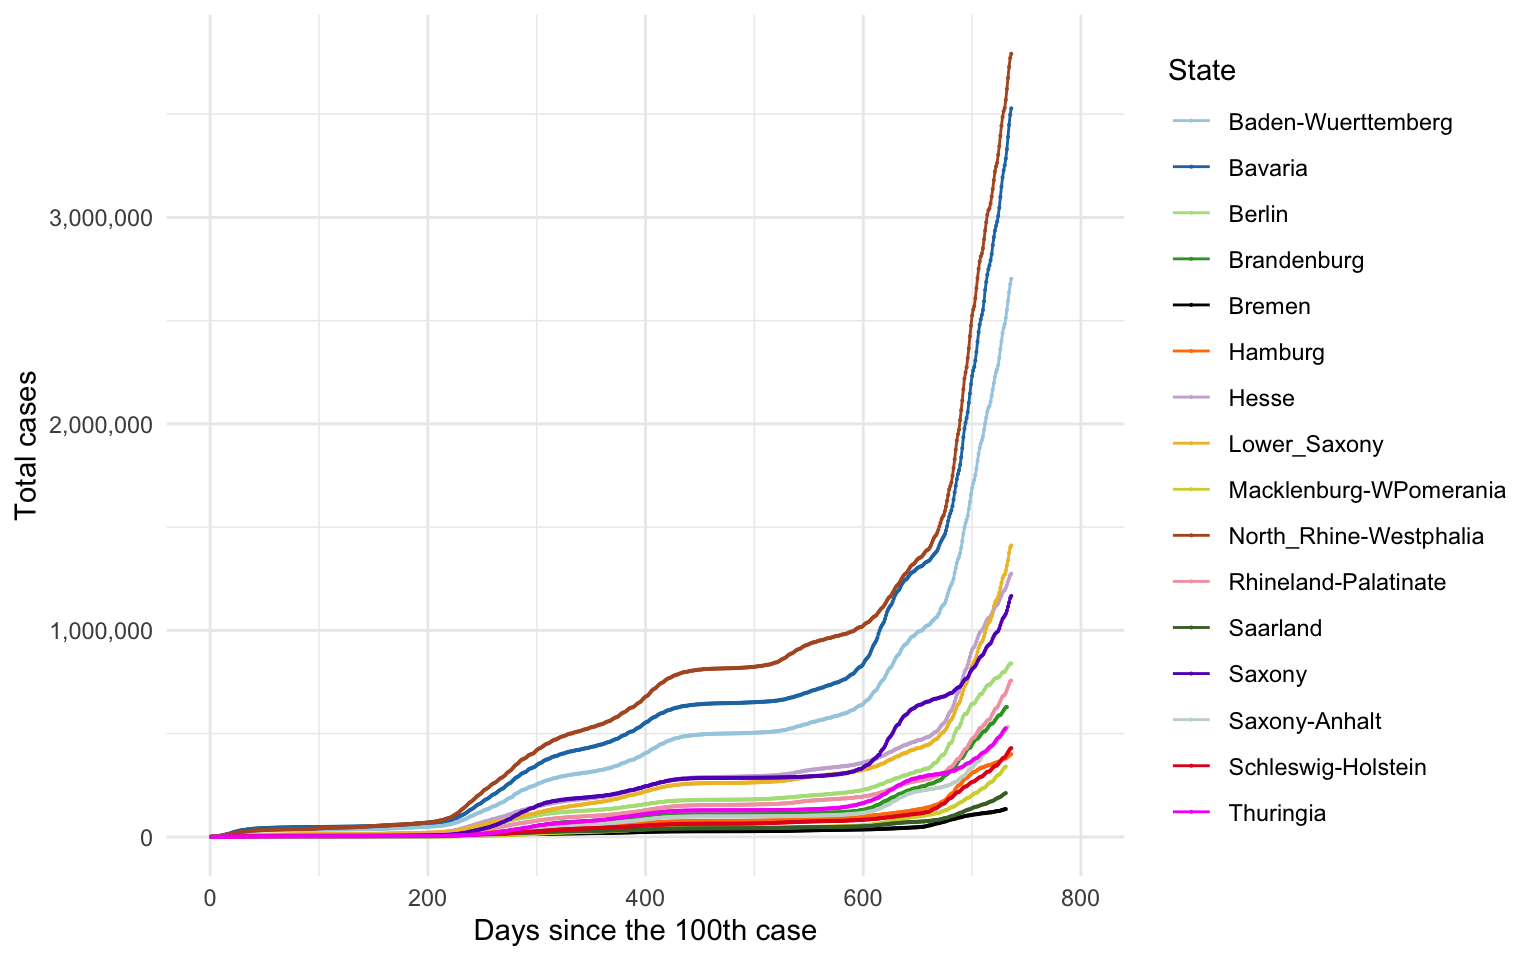 State
Baden-Wuerttemberg
Bavaria
Berlin
Brandenburg
Bremen
Hamburg
Hesse
Lower_Saxony
Macklenburg-WPomerania
North_Rhine-Westphalia
Rhineland-Palatinate
Saarland
Saxony
Saxony-Anhalt
Schleswig-Holstein
Thuringia
Total cases
3,000,000
2,000,000
1,000,000
0
0 200 400 600 800
Days since the 100th case